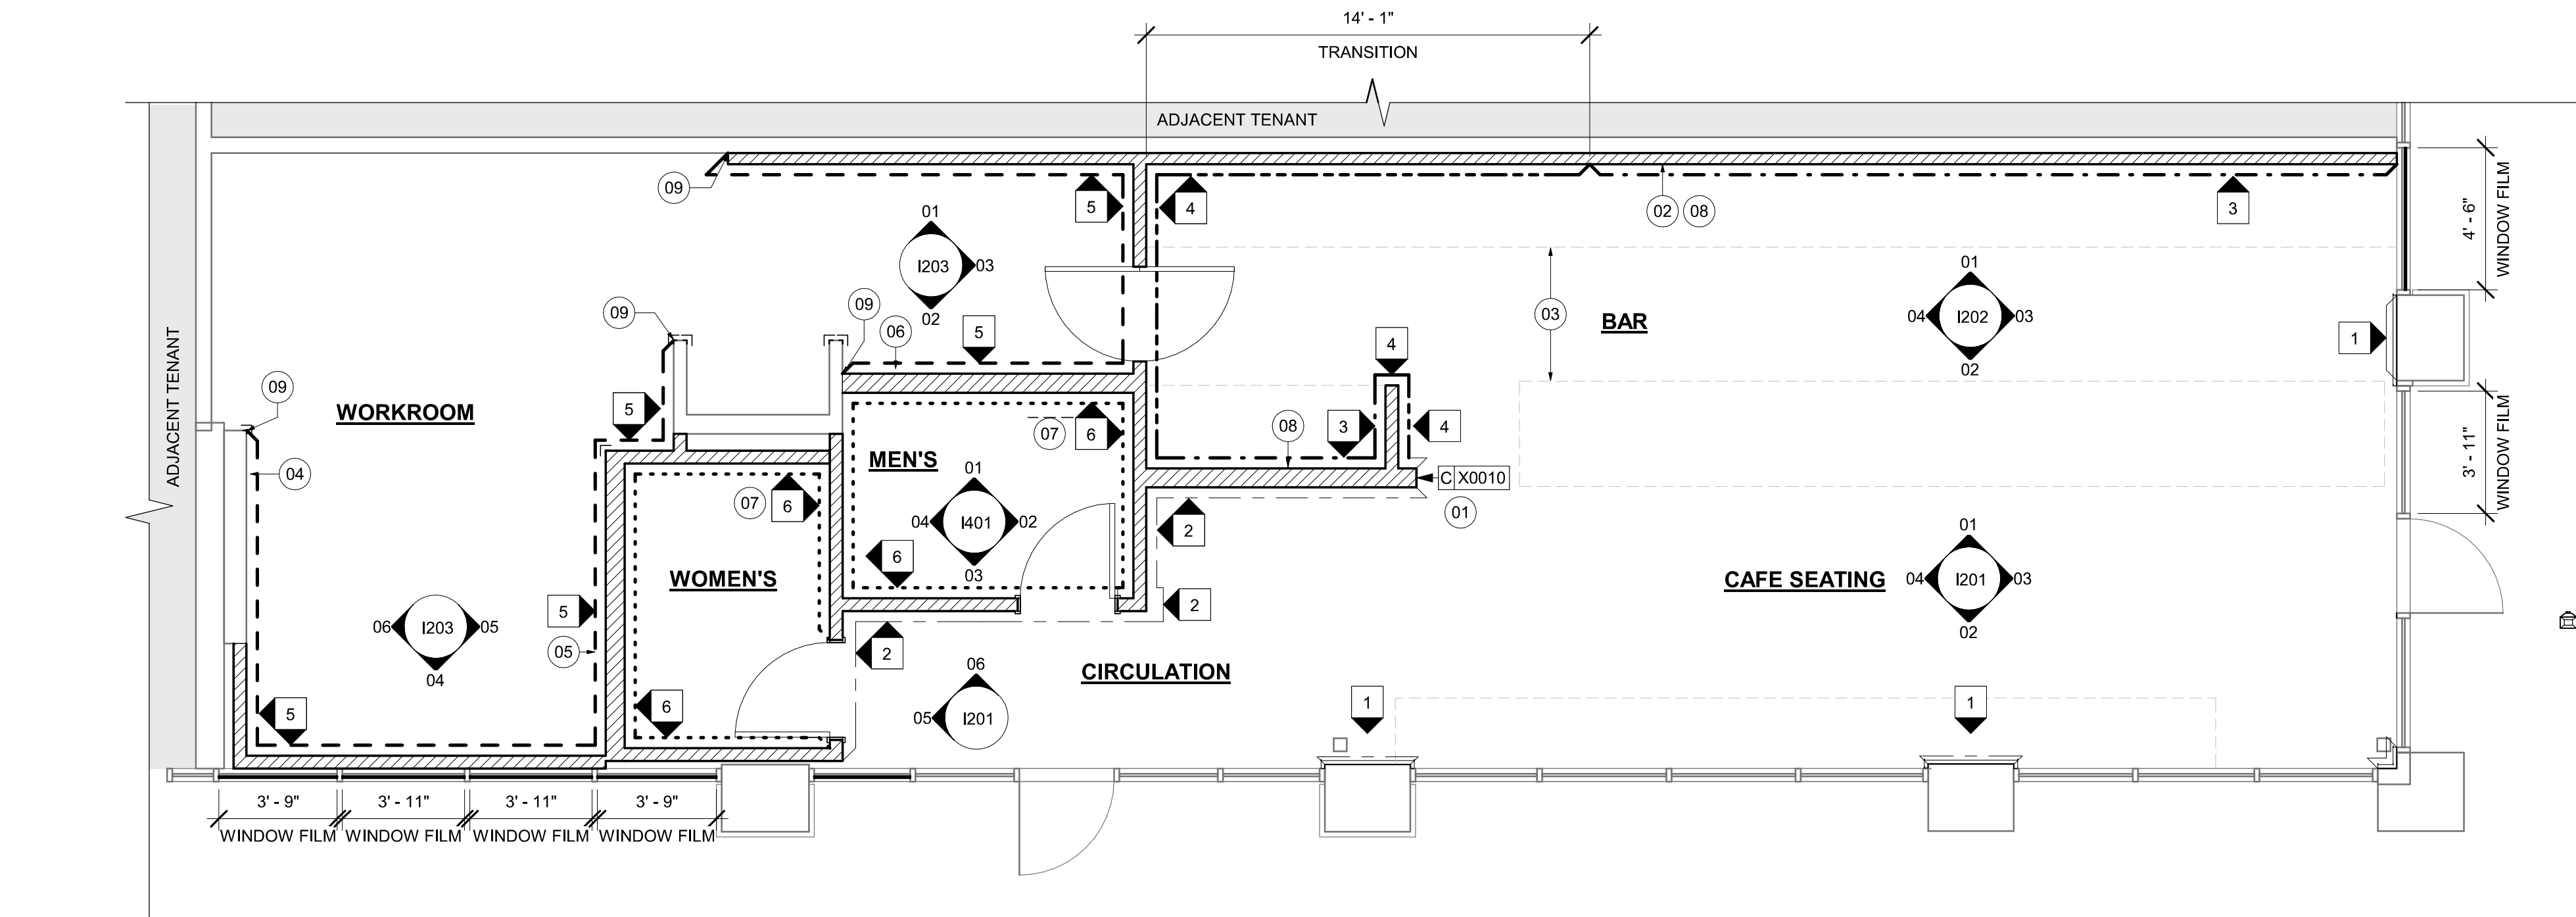 14' - 1"
TRANSITION
ADJACENT TENANT
09
5
4
02 08
3
4' - 6"
WINDOW FILM
01
I203 03
02
01
04 I202 03
02
09
09
06
5
03
BAR
4
1
ADJACENT TENANT
09
WORKROOM
5
07
6
08
3
4
3' - 11"
WINDOW FILM
04
MEN'S
01
04 I401 02
03
C X0010
01
07
6
2
WOMEN'S
6
CAFE SEATING
01
04 I201 03
02
5
2
06 I203 05
04
05
2
CIRCULATION
06
05 I201
5
6
1
1
3' - 9"
3' - 11"
3' - 11"
3' - 9"
WINDOW FILM
WINDOW FILM
WINDOW FILM
WINDOW FILM